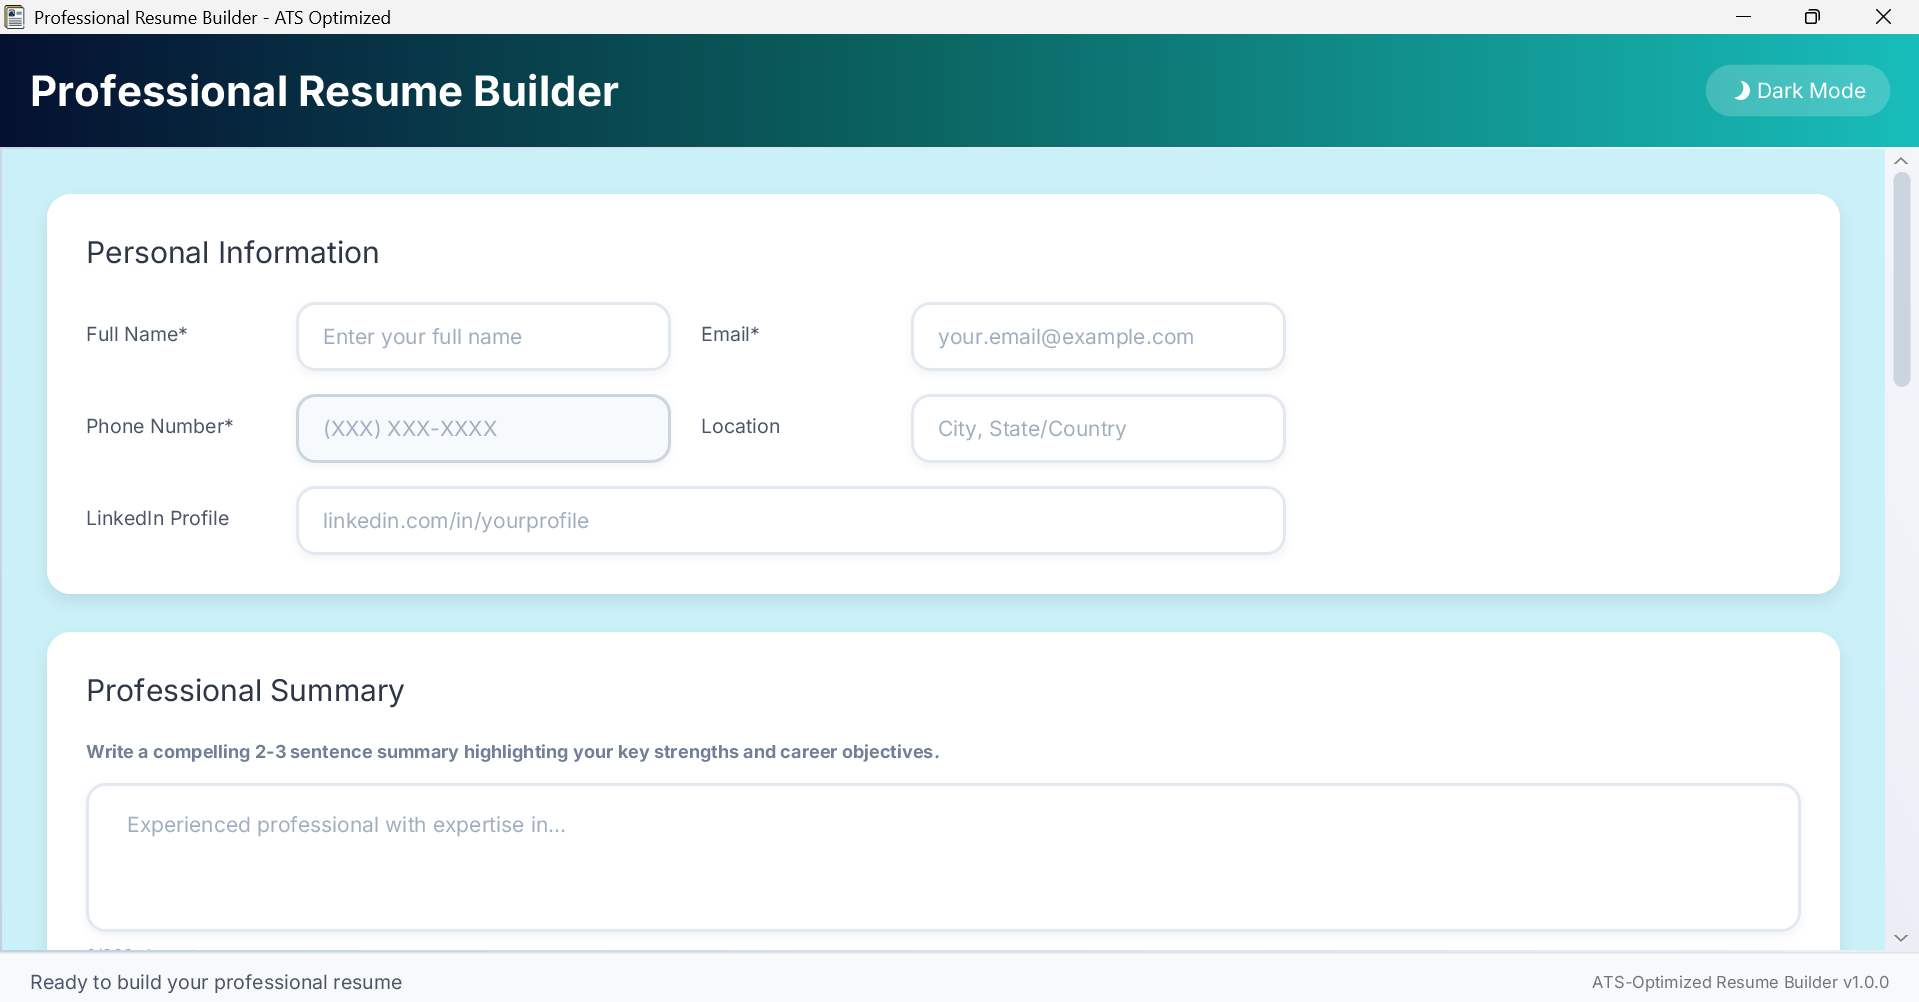 Professional Resume Builder - ATS Optimized
Professional Resume Builder
Dark Mode
Personal Information
Full Name*
Enter your full name
Email*
your.email@example.com
Phone Number*
(XXX) XXX-XXXX
Location
City, State/Country
LinkedIn Profile
linkedin.com/in/yourprofile
Professional Summary
Write a compelling 2-3 sentence summary highlighting your key strengths and career objectives.
Experienced professional with expertise in...
Ready to build your professional resume
ATS-Optimized Resume Builder v1.0.0